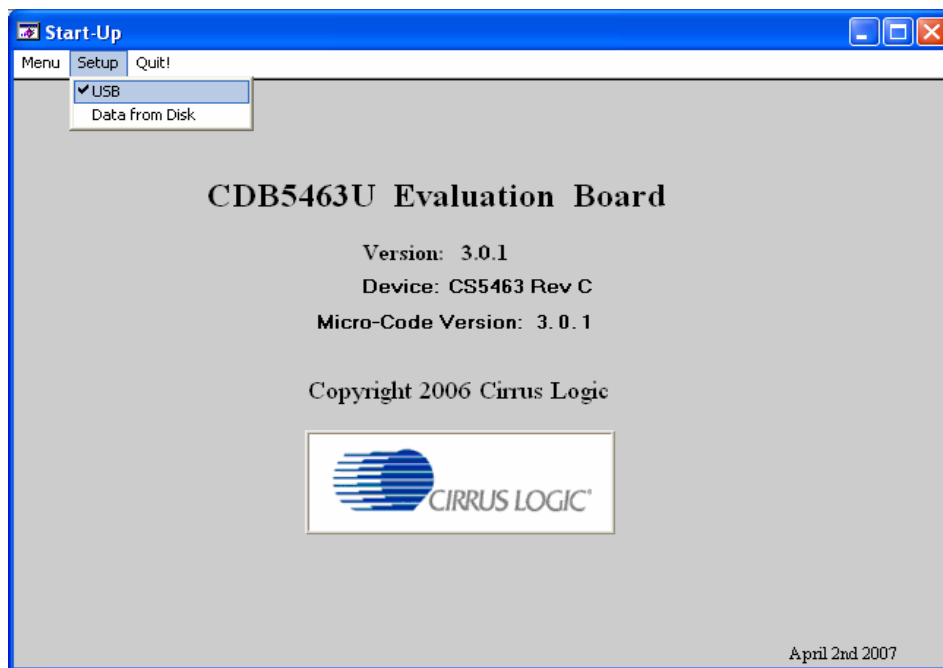 Start-Up
Menu Setup Quit!
USB
Data from Disk
CDB5463U Evaluation Board
Version: 3.0.1
Device: CS5463 Rev C
Micro-Code Version: 3.0.1
Copyright 2006 Cirrus Logic
CIRRUS LOGIC®
April 2nd 2007